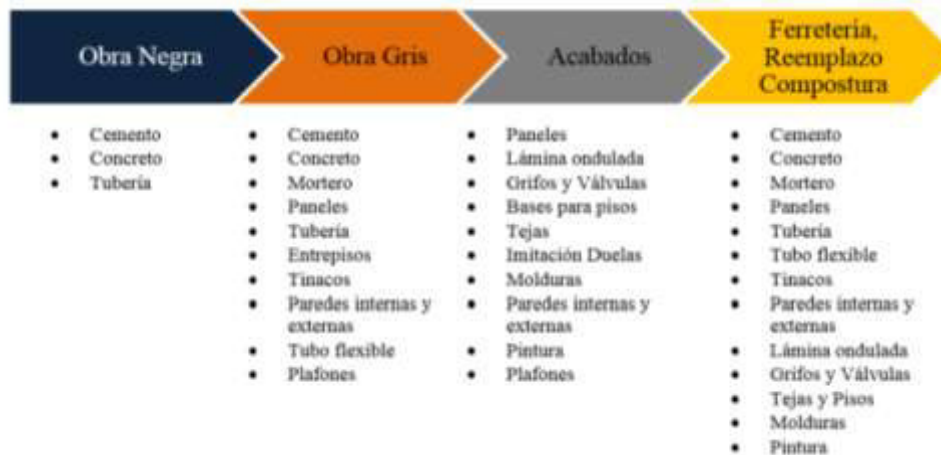 Obra Negra
Obra Gris
Acabados
Ferretería,
Reemplazo
Compostura
• Cemento
• Concreto
• Tubería
• Cemento
• Concreto
• Mortero
• Paneles
• Tubería
• Entrepisos
• Tinacos
• Paredes internas y
externas
• Tubo flexible
• Plafones
• Paneles
• Lámina ondulada
• Grifos y Válvulas
• Bases para pisos
• Tejas
• Imitación Duelas
• Molduras
• Paredes internas y
externas
• Pintura
• Plafones
• Cemento
• Concreto
• Mortero
• Paneles
• Tubería
• Tubo flexible
• Tinacos
• Paredes internas y
externas
• Lámina ondulada
• Grifos y Válvulas
• Tejas y Pisos
• Molduras
• Pintura